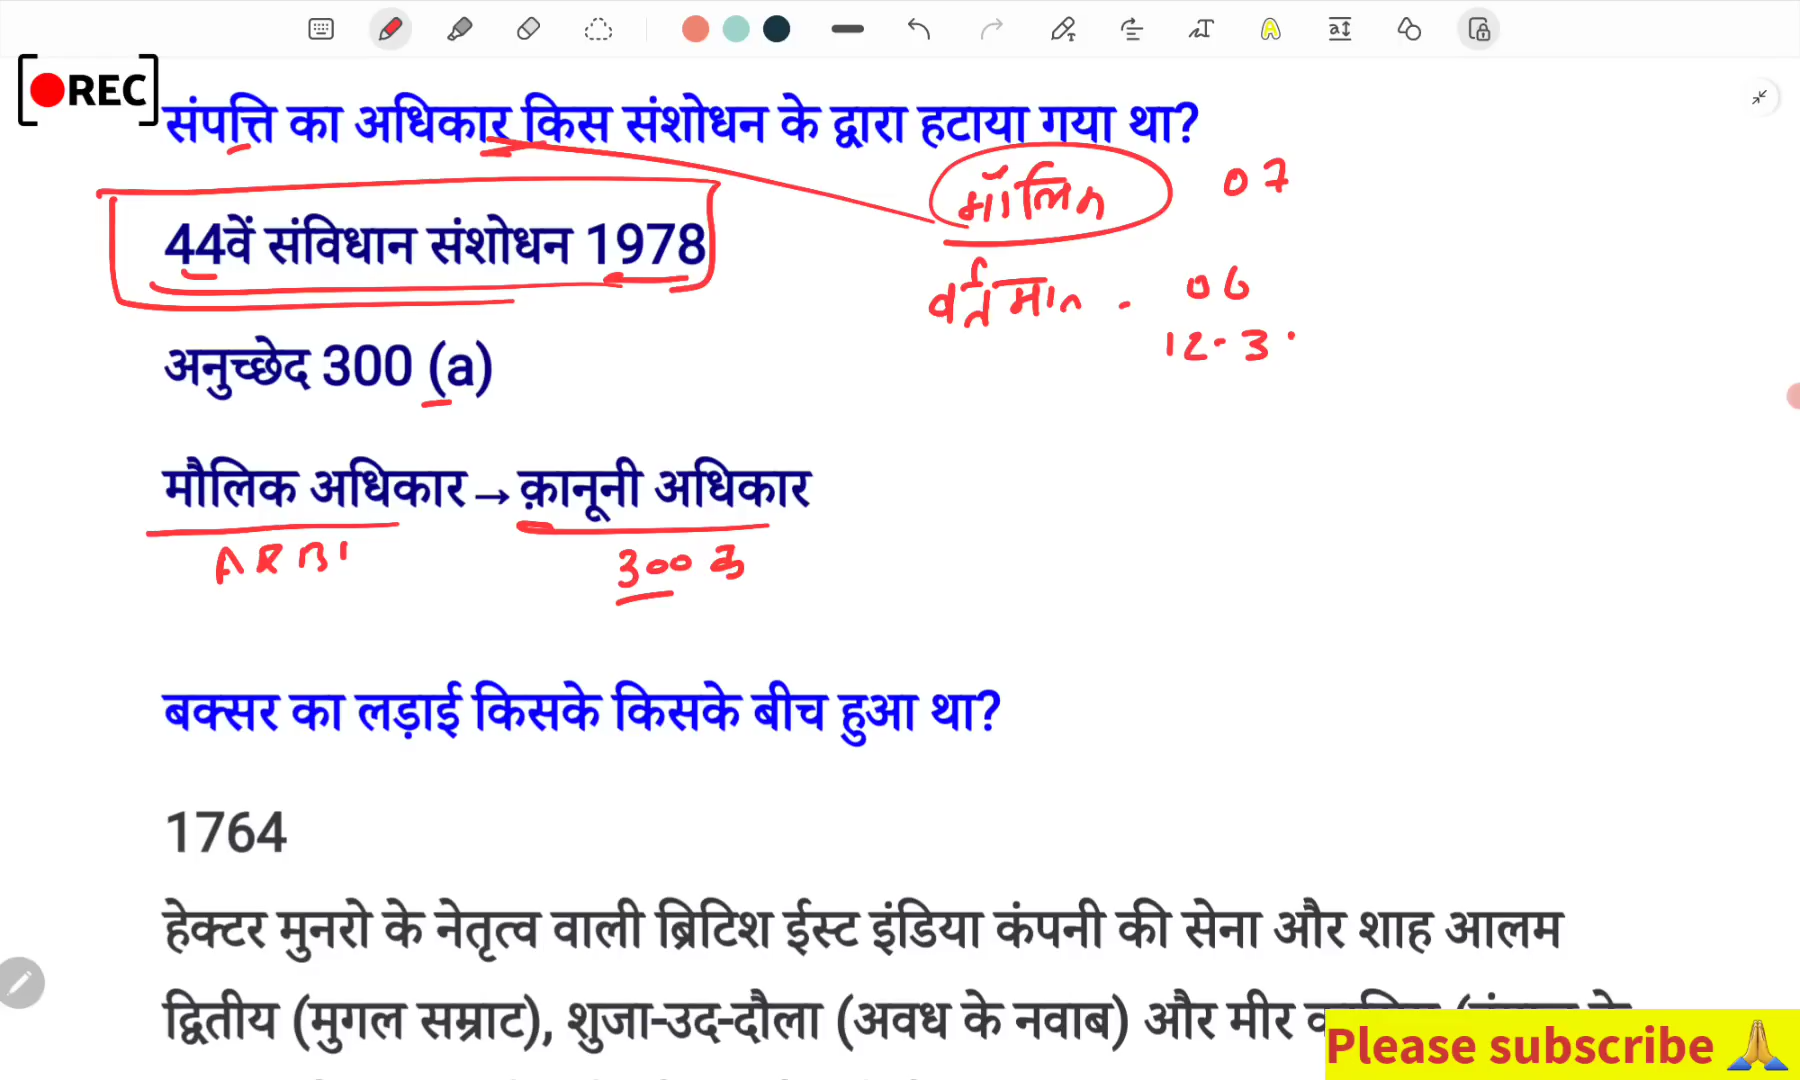 REC
संपत्ति का अधिकार किस संशोधन के द्वारा हटाया गया था?
07
44वें संविधान संशोधन 1978
वर्तमान - 06
12-3
अनुच्छेद 300 (a)
मौलिक अधिकार→क़ानूनी अधिकार
300 क
बक्सर का लड़ाई किसके किसके बीच हुआ था?
1764
हेक्टर मुनरो के नेतृत्व वाली ब्रिटिश ईस्ट इंडिया कंपनी की सेना और शाह आलम
द्वितीय (मुगल सम्राट), शुजा-उद-दौला (अवध के नवाब) और मीर
Please subscribe